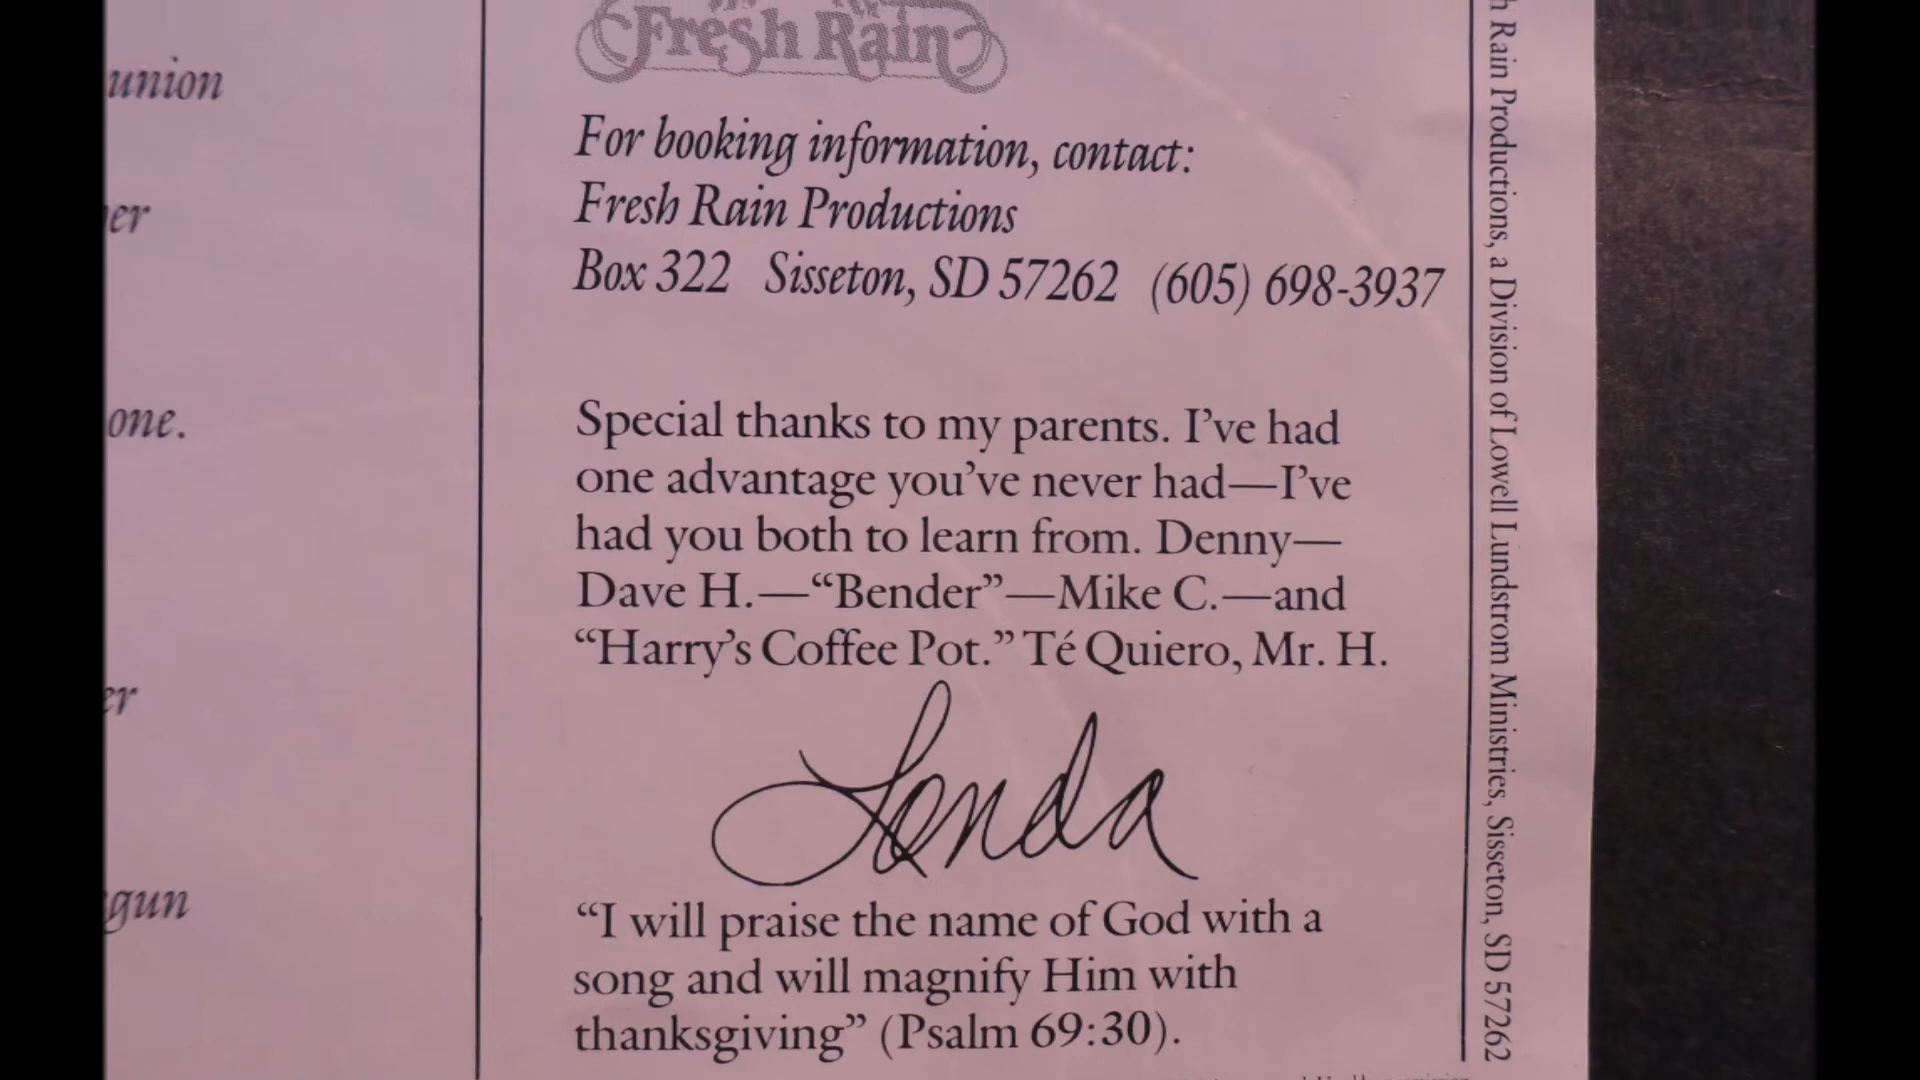 union
er
one.
er
gun
Fresh Rain
For booking information, contact:
Fresh Rain Productions
Box 322 Sisseton, SD 57262 (605) 698-3937
Special thanks to my parents. I've had
one advantage you've never had—I've
had you both to learn from. Denny—
Dave H.—“Bender”—Mike C.—and
“Harry's Coffee Pot.” Té Quiero, Mr. H.
Londa
“I will praise the name of God with a
song and will magnify Him with
thanksgiving” (Psalm 69:30).
h Rain Productions, a Division of Lowell Lundstrom Ministries, Sisseton, SD 57262